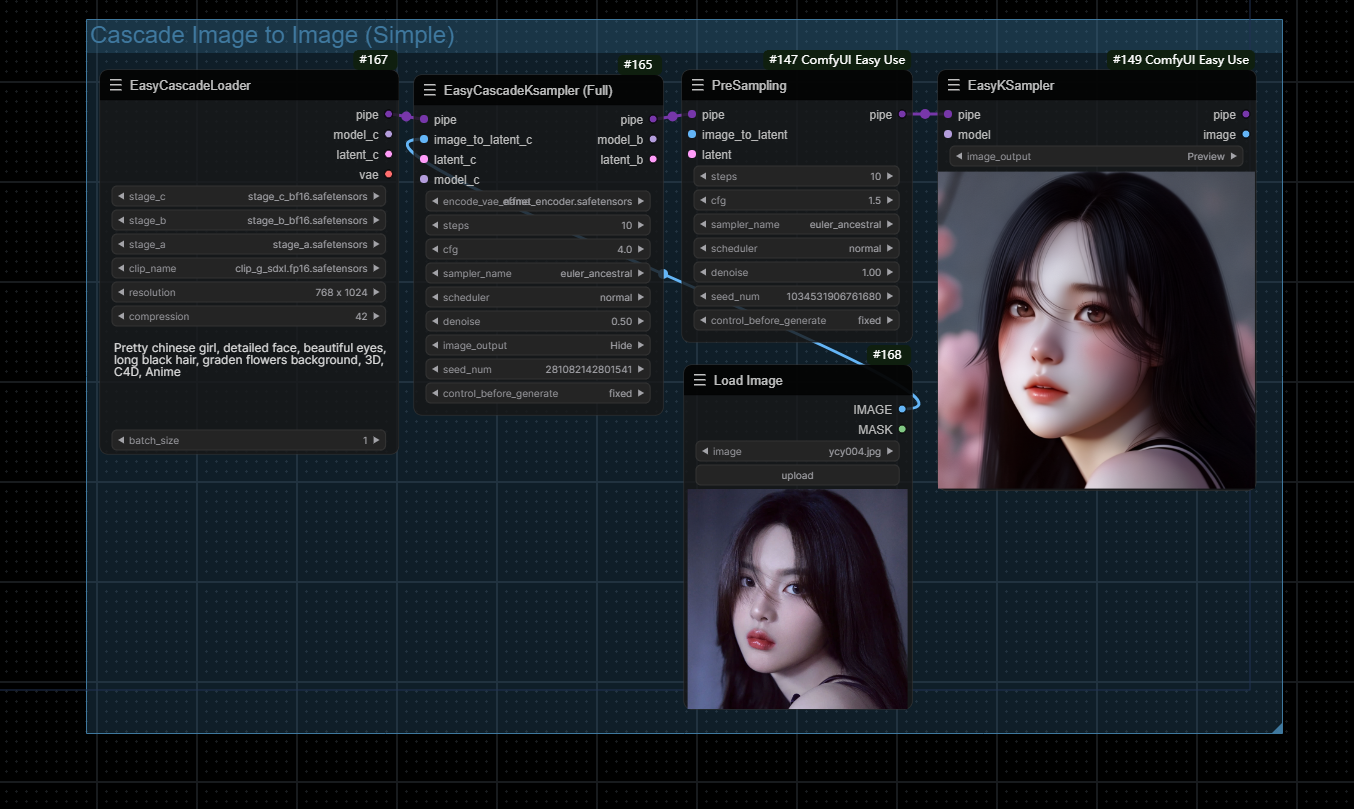 Cascade Image to Image (Simple)
#167
EasyCascadeLoader
pipe
model_c
latent_c
vae
stage_c stage_c_bf16.safetensors
stage_b stage_b_bf16.safetensors
stage_a stage_a.safetensors
clip_name clip_g_sdxl.fp16.safetensors
resolution 768 x 1024
compression 42
Pretty chinese girl, detailed face, beautiful eyes,
long black hair, graden flowers background, 3D,
C4D, Anime
batch_size 1
#165
EasyCascadeKsampler (Full)
pipe pipe
image_to_latent_c model_b
latent_c latent_b
model_c
encode_vae_ effnet_encoder.safetensors
steps 10
cfg 4.0
sampler_name euler_ancestral
scheduler normal
denoise 0.50
image_output Hide
seed_num 281082142801541
control_before_generate fixed
#147 ComfyUI Easy Use
PreSampling
pipe pipe
image_to_latent
latent
steps 10
cfg 1.5
sampler_name euler_ancestral
scheduler normal
denoise 1.00
seed_num 1034531906761680
control_before_generate fixed
#168
Load Image
IMAGE
MASK
image ycy004.jpg
upload
#149 ComfyUI Easy Use
EasyKSampler
pipe pipe
model image
image_output Preview